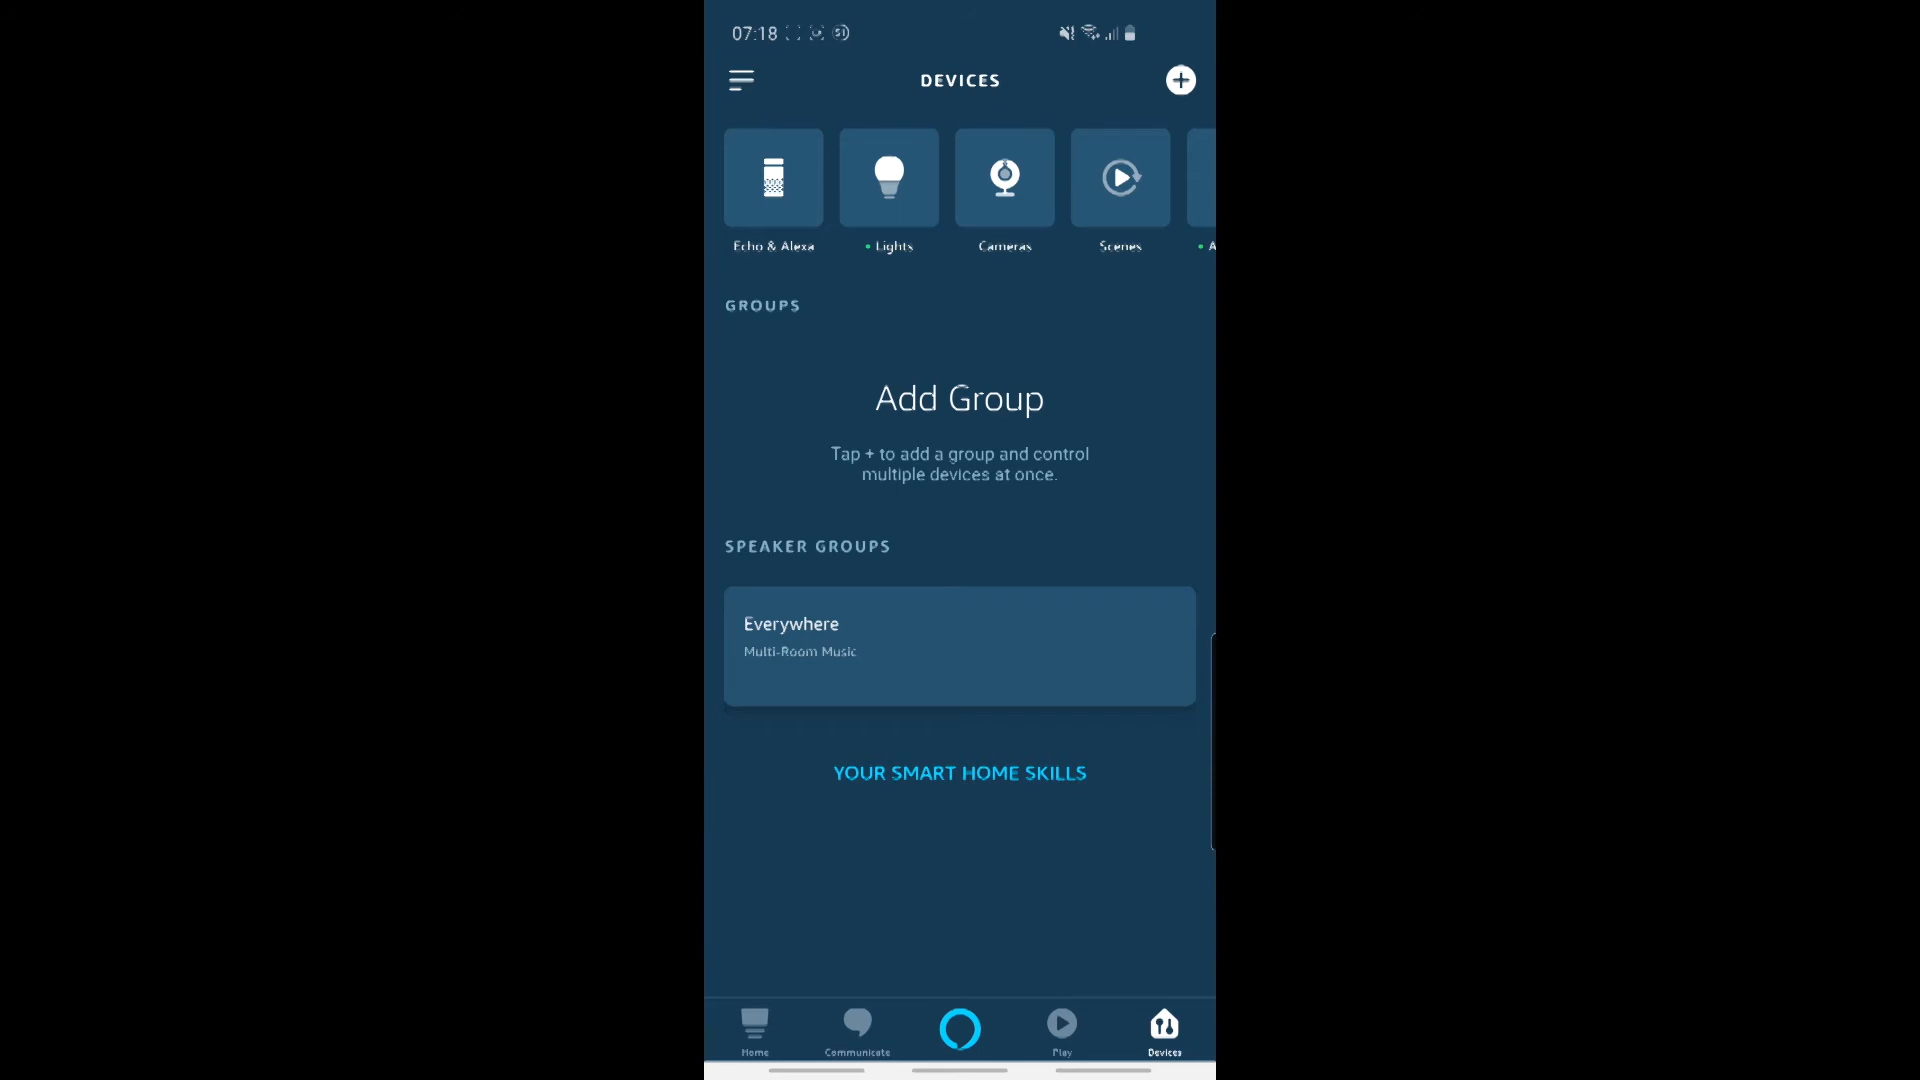 07:18
DEVICES
Echo & Alexa
Lights
Cameras
Scenes
A
GROUPS
Add Group
Tap + to add a group and control
multiple devices at once.
SPEAKER GROUPS
Everywhere
Multi-Room Music
YOUR SMART HOME SKILLS
Home
Communicate
Play
Devices